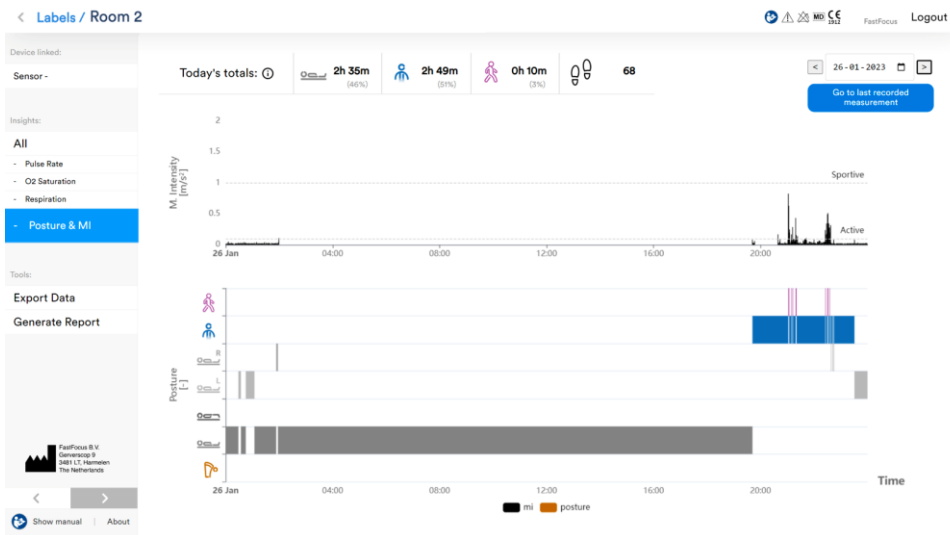 Labels / Room 2
MD CE 1912 FastFocus Logout
Device linked:
Sensor -
Insights:
All
- Pulse Rate
- O2 Saturation
- Respiration
- Posture & MI
Tools:
Export Data
Generate Report
FastFocus B.V.
Gerverscop 9
3481 LT, Harmelen
The Netherlands
< >
Show manual | About
Today's totals:
2h 35m
(46%)
2h 49m
(51%)
0h 10m
(3%)
68
< 26-01-2023 >
Go to last recorded
measurement
M. Intensity
[m/s²]
2
1.5
1
0.5
0
Sportive
Active
26 Jan 04:00 08:00 12:00 16:00 20:00
Posture
[-]
R
L
26 Jan 04:00 08:00 12:00 16:00 20:00
Time
mi posture